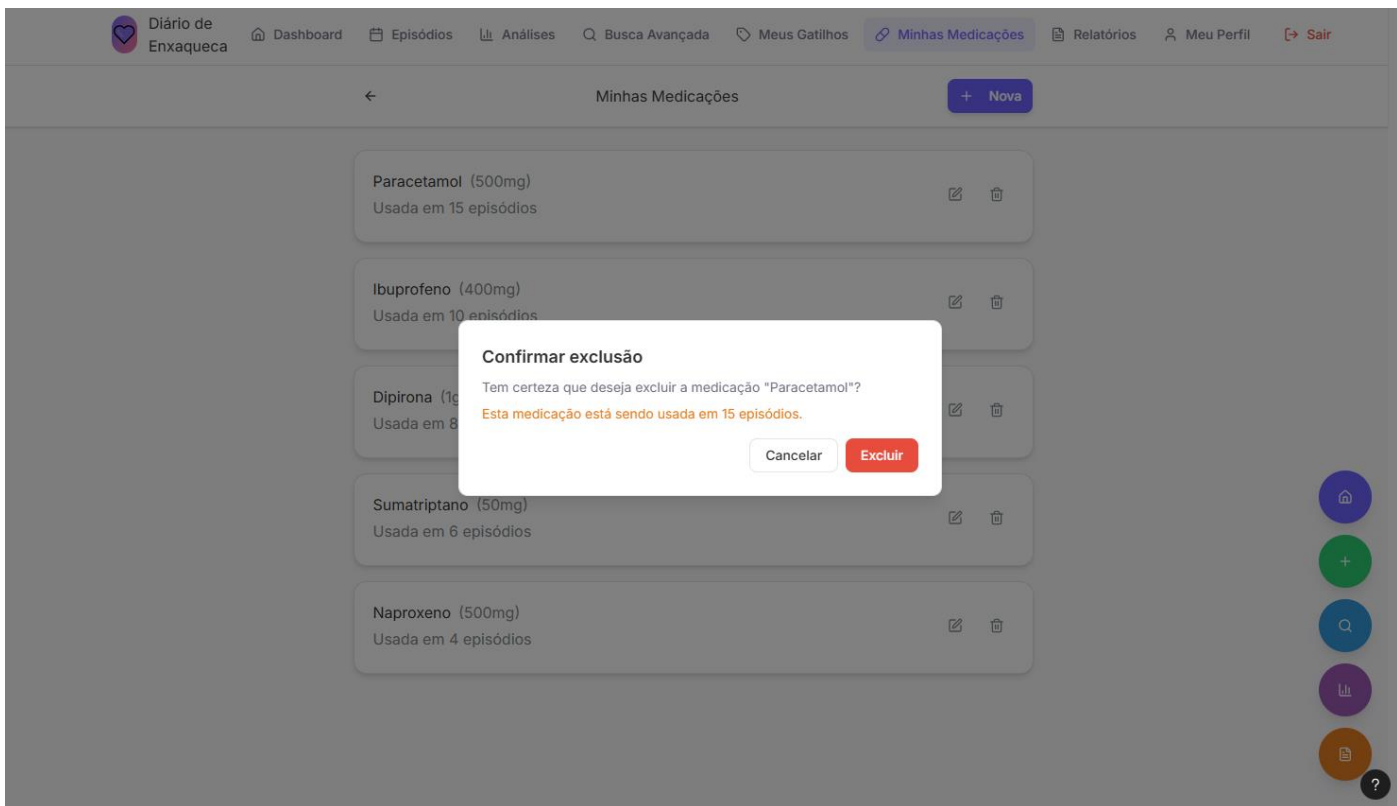 Diário de
Enxaqueca
Dashboard Episódios Análises Busca Avançada Meus Gatilhos Minhas Medicações Relatórios Meu Perfil Sair
Minhas Medicações + Nova
Paracetamol (500mg)
Usada em 15 episódios
Ibuprofeno (400mg)
Usada em 10 episódios
Confirmar exclusão
Tem certeza que deseja excluir a medicação "Paracetamol"?
Esta medicação está sendo usada em 15 episódios.
Cancelar Excluir
Dipirona (1g
Usada em 8
Sumatriptano (50mg)
Usada em 6 episódios
Naproxeno (500mg)
Usada em 4 episódios
?